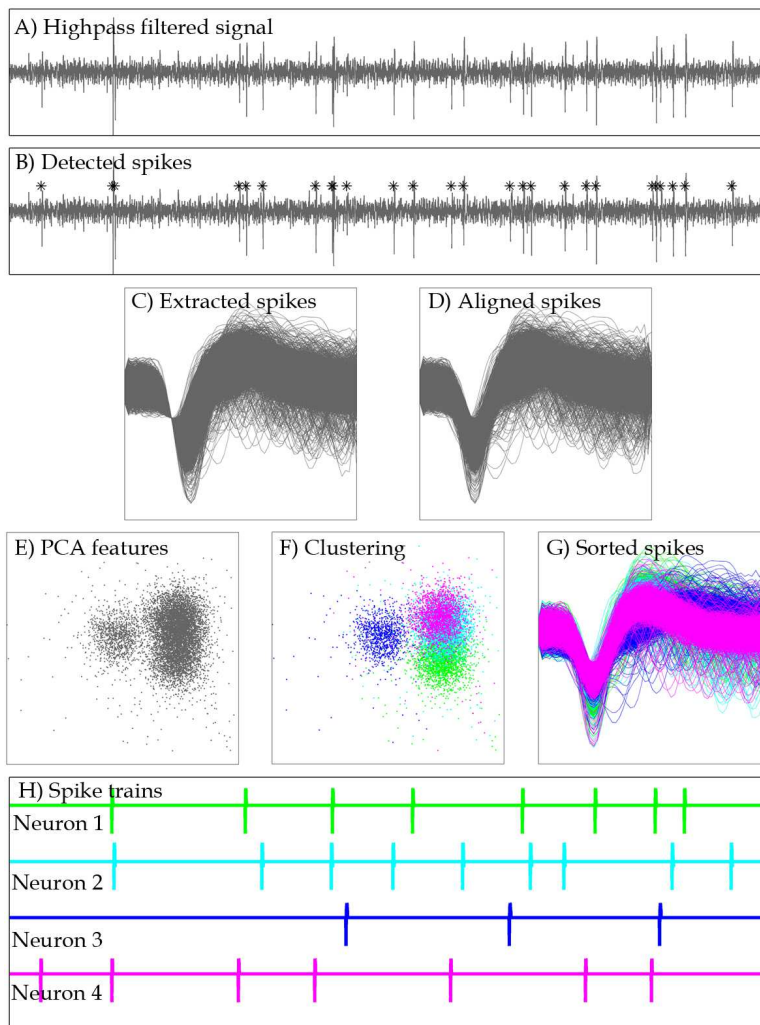 A) Highpass filtered signal
B) Detected spikes
C) Extracted spikes
D) Aligned spikes
E) PCA features
F) Clustering
G) Sorted spikes
H) Spike trains
Neuron 1
Neuron 2
Neuron 3
Neuron 4